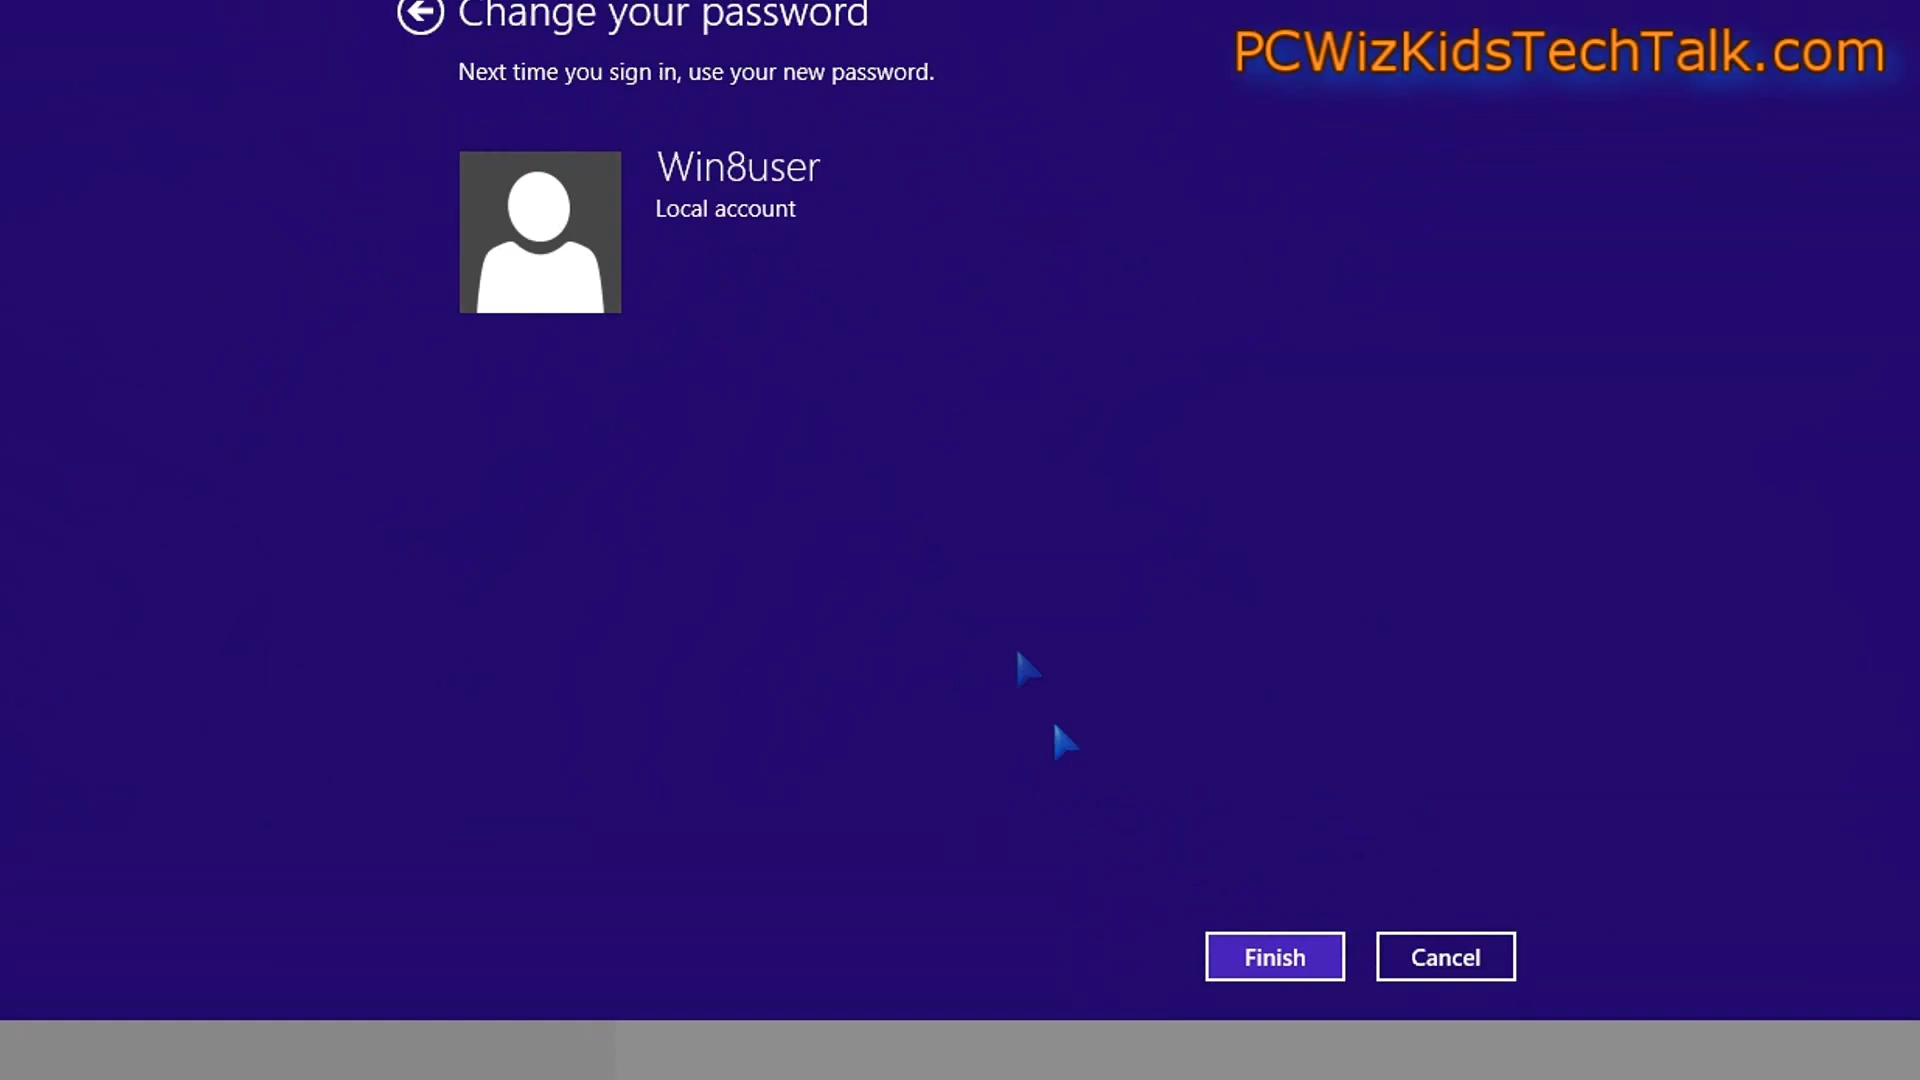 Change your password
PCWizKidsTechTalk.com
Next time you sign in, use your new password.
Win8user
Local account
Finish
Cancel